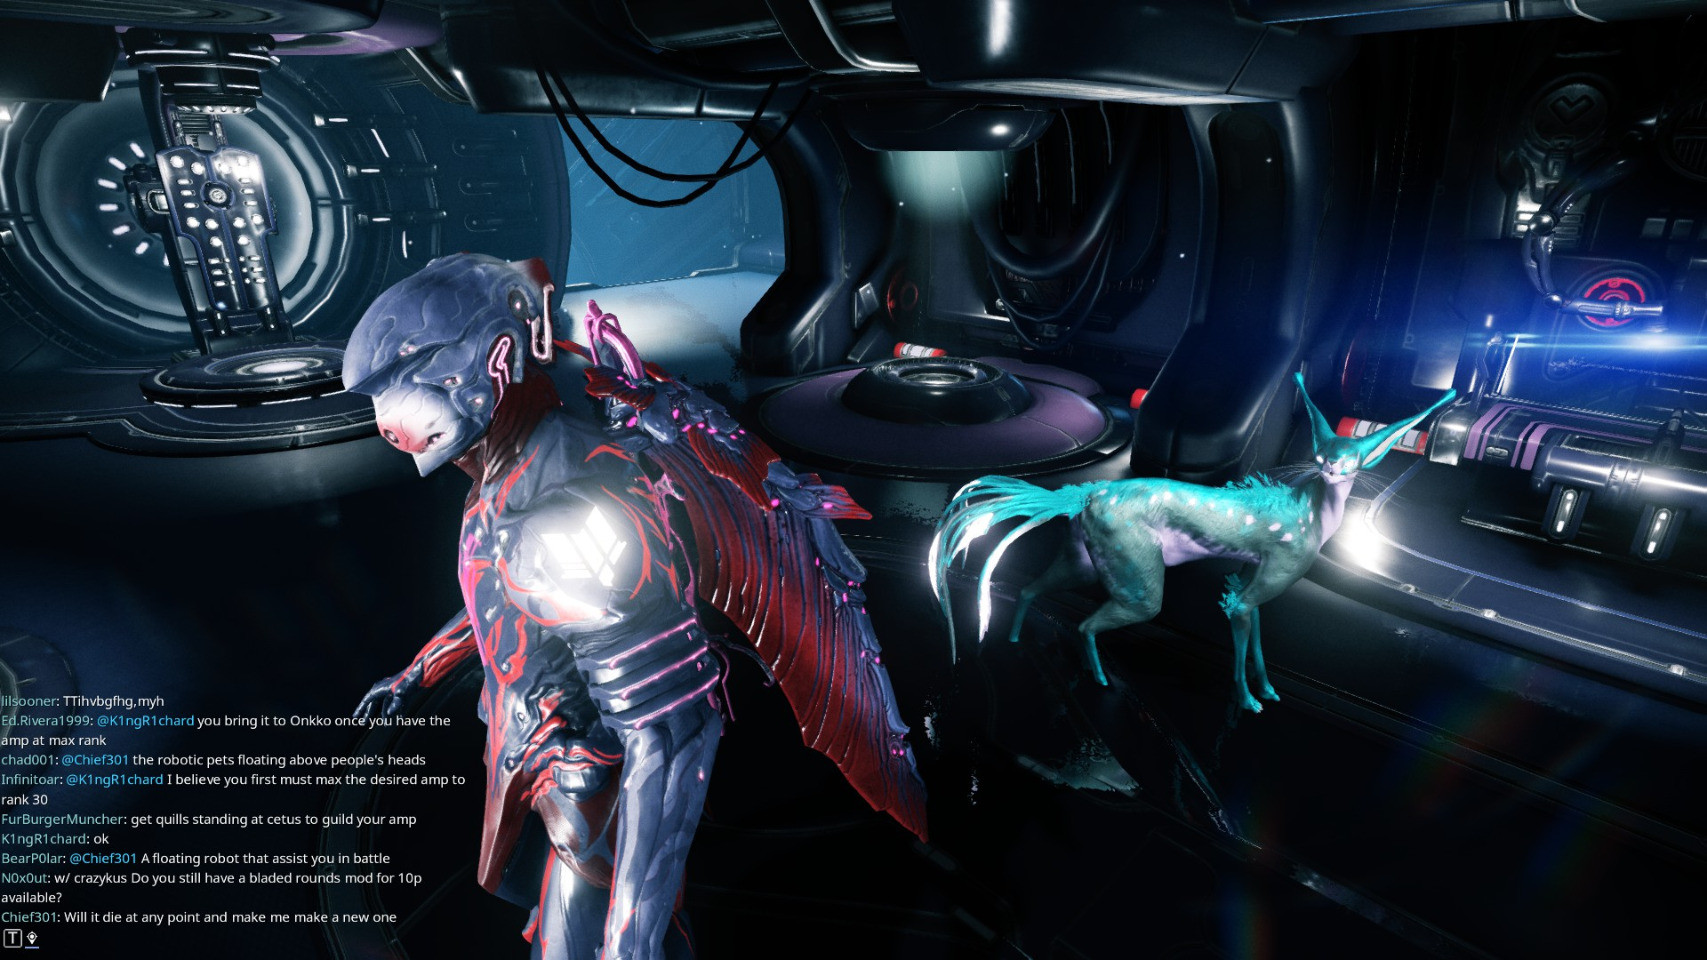 lilsooner: TTihvbgfhg,myh
Ed.Rivera1999: @K1ngR1chard you bring it to Onkko once you have the
amp at max rank
chad001: @Chief301 the robotic pets floating above people's heads
Infinitoar: @K1ngR1chard I believe you first must max the desired amp to
rank 30
FurBurgerMuncher: get quills standing at cetus to guild your amp
K1ngR1chard: ok
BearP0lar: @Chief301 A floating robot that assist you in battle
N0x0ut: w/ crazykus Do you still have a bladed rounds mod for 10p
available?
Chief301: Will it die at any point and make me make a new one
T